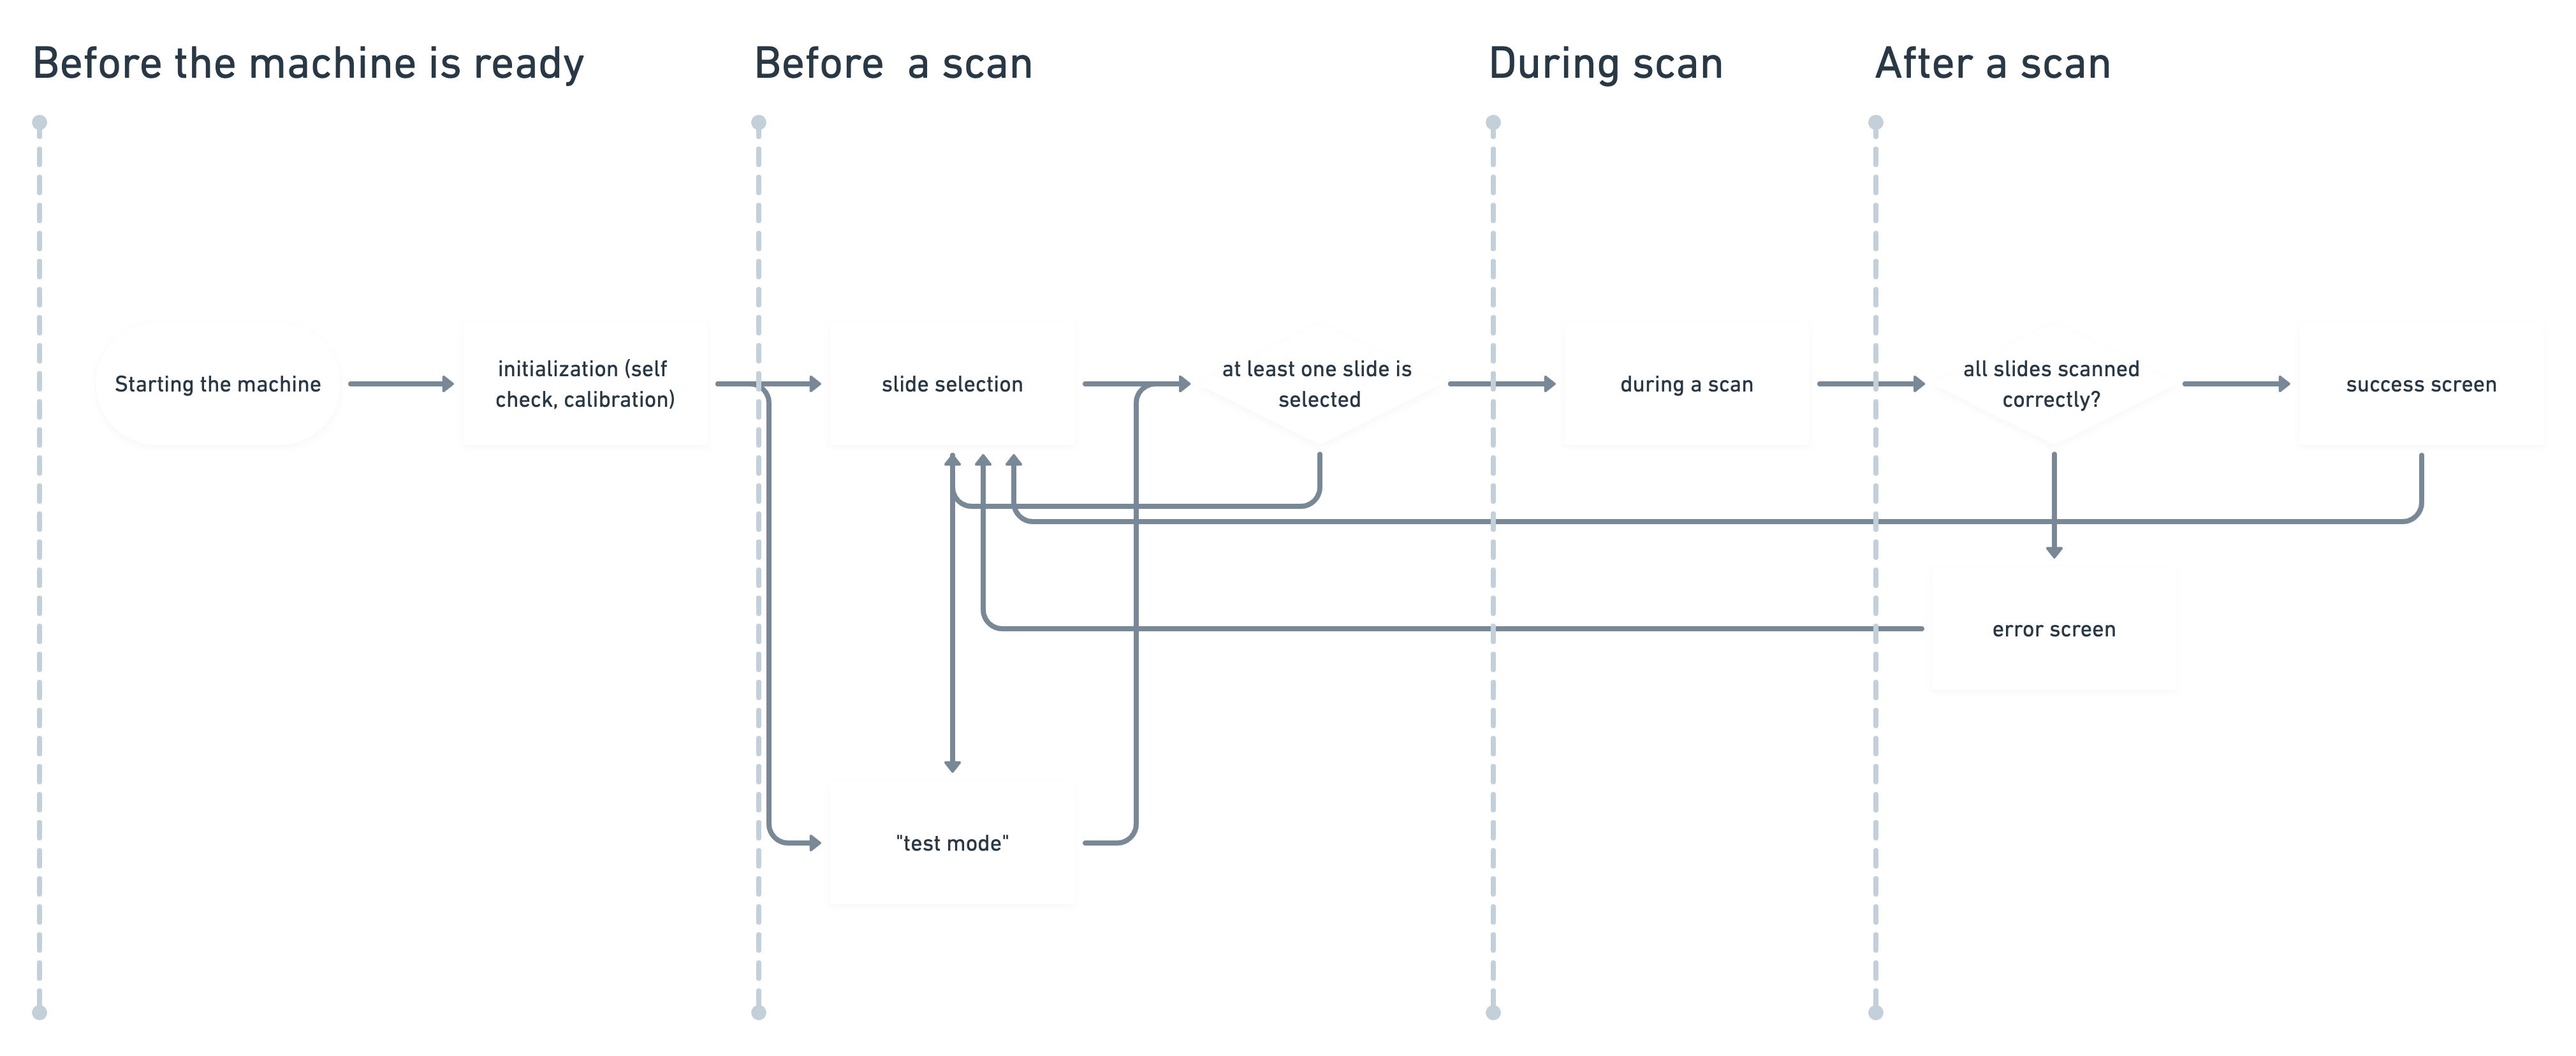 Before the machine is ready
Before  a scan
During scan
After a scan
Starting the machine
initialization (self
check, calibration)
slide selection
at least one slide is
selected
during a scan
all slides scanned
correctly?
success screen
error screen
"test mode"